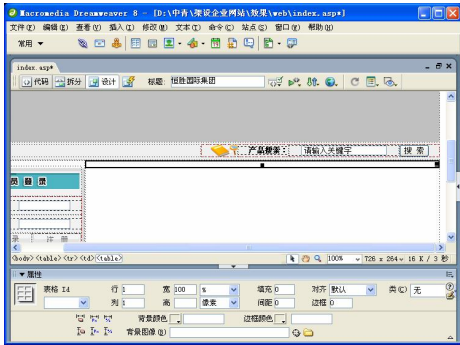 Macromedia Dreamweaver 8 - [D:\中青\架设企业网站\效果\web\index.asp*]
文件(F) 编辑(E) 查看(V) 插入(I) 修改(M) 文本(T) 命令(C) 站点(S) 窗口(W) 帮助(H)
常用
index.asp*
代码 拆分 设计 标题: 恒胜国际集团
产品搜索: 请输入关键字 搜 索
员 登 录
录 注 册
<body> <table> <tr> <td> <table> 100% 726 x 264 16 K / 3 秒
属性
表格 Id 行 1 宽 100 % 填充 0 对齐 默认 类(C) 无
列 1 高 像素 间距 0 边框 0
背景颜色 边框颜色
背景图像(B)